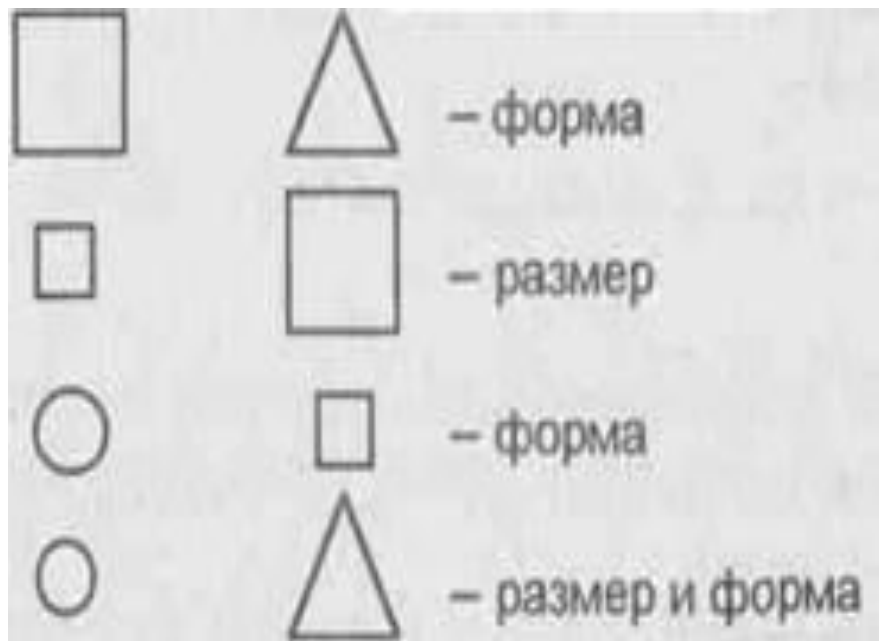 – форма
– размер
– форма
– размер и форма